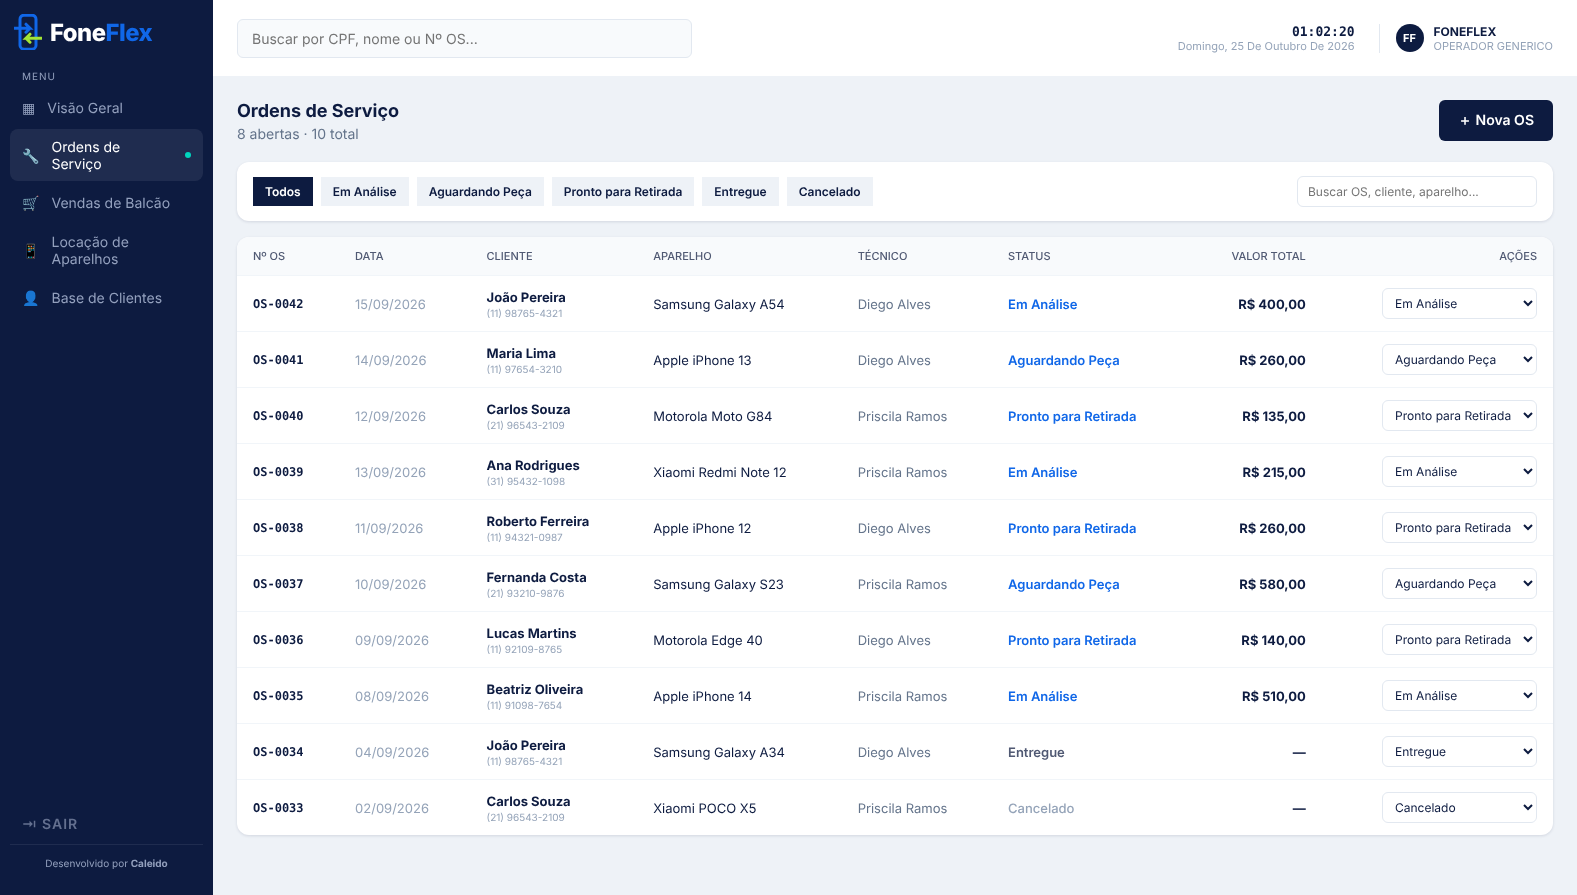 FoneFlex
MENU
Visão Geral
Ordens de
Serviço
Vendas de Balcão
Locação de
Aparelhos
Base de Clientes
SAIR
Desenvolvido por Caleido
Buscar por CPF, nome ou Nº OS...
01:02:20
Domingo, 25 De Outubro De 2026
FF
FONEFLEX
OPERADOR GENERICO
Ordens de Serviço
8 abertas · 10 total
+ Nova OS
Todos Em Análise Aguardando Peça Pronto para Retirada Entregue Cancelado
Buscar OS, cliente, aparelho...
Nº OS DATA CLIENTE APARELHO TÉCNICO STATUS VALOR TOTAL AÇÕES
OS-0042 15/09/2026 João Pereira Samsung Galaxy A54 Diego Alves Em Análise R$ 400,00 Em Análise
(11) 98765-4321
OS-0041 14/09/2026 Maria Lima Apple iPhone 13 Diego Alves Aguardando Peça R$ 260,00 Aguardando Peça
(11) 97654-3210
OS-0040 12/09/2026 Carlos Souza Motorola Moto G84 Priscila Ramos Pronto para Retirada R$ 135,00 Pronto para Retirada
(21) 96543-2109
OS-0039 13/09/2026 Ana Rodrigues Xiaomi Redmi Note 12 Priscila Ramos Em Análise R$ 215,00 Em Análise
(31) 95432-1098
OS-0038 11/09/2026 Roberto Ferreira Apple iPhone 12 Diego Alves Pronto para Retirada R$ 260,00 Pronto para Retirada
(11) 94321-0987
OS-0037 10/09/2026 Fernanda Costa Samsung Galaxy S23 Priscila Ramos Aguardando Peça R$ 580,00 Aguardando Peça
(21) 93210-9876
OS-0036 09/09/2026 Lucas Martins Motorola Edge 40 Diego Alves Pronto para Retirada R$ 140,00 Pronto para Retirada
(11) 92109-8765
OS-0035 08/09/2026 Beatriz Oliveira Apple iPhone 14 Priscila Ramos Em Análise R$ 510,00 Em Análise
(11) 91098-7654
OS-0034 04/09/2026 João Pereira Samsung Galaxy A34 Diego Alves Entregue — Entregue
(11) 98765-4321
OS-0033 02/09/2026 Carlos Souza Xiaomi POCO X5 Priscila Ramos Cancelado — Cancelado
(21) 96543-2109